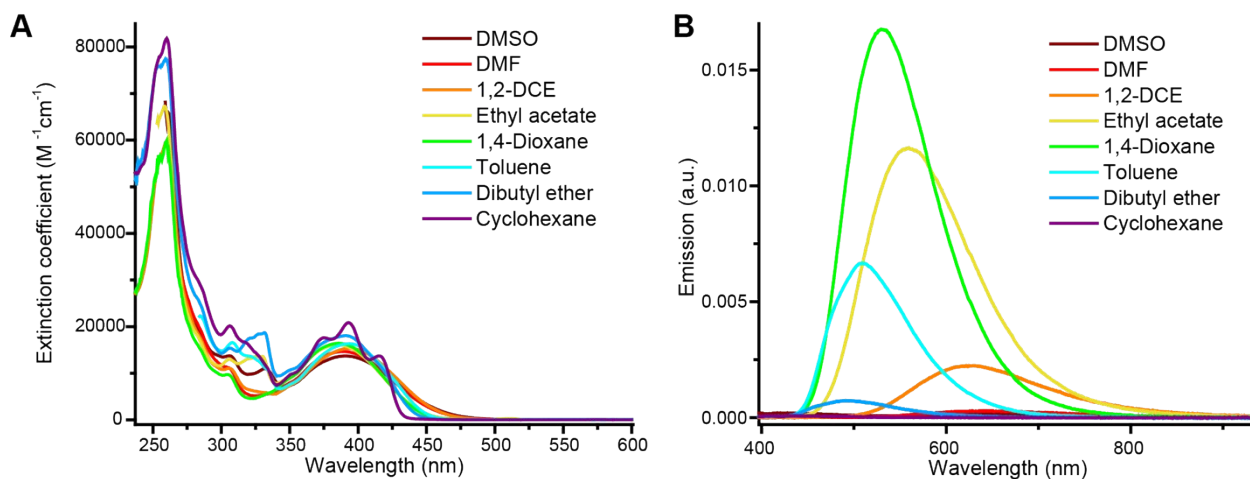 A
DMSO
DMF
1,2-DCE
Ethyl acetate
1,4-Dioxane
Toluene
Dibutyl ether
Cyclohexane
80000
60000
40000
20000
0
Extinction coefficient (M⁻¹cm⁻¹)
250 300 350 400 450 500 550 600
Wavelength (nm)
B
DMSO
DMF
1,2-DCE
Ethyl acetate
1,4-Dioxane
Toluene
Dibutyl ether
Cyclohexane
0.015
0.010
0.005
0.000
Emission (a.u.)
400 600 800
Wavelength (nm)